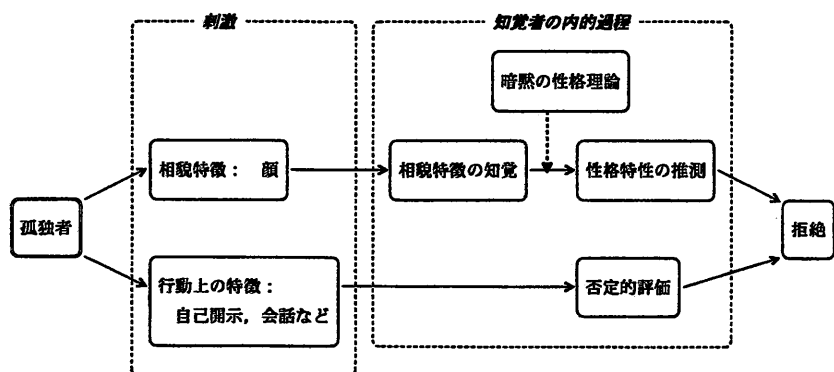 刺激
知覚者の内的過程
暗黙の性格理論
相貌特徴: 顔
相貌特徴の知覚
性格特性の推測
孤独者
拒絶
行動上の特徴:
自己開示,会話など
否定的評価